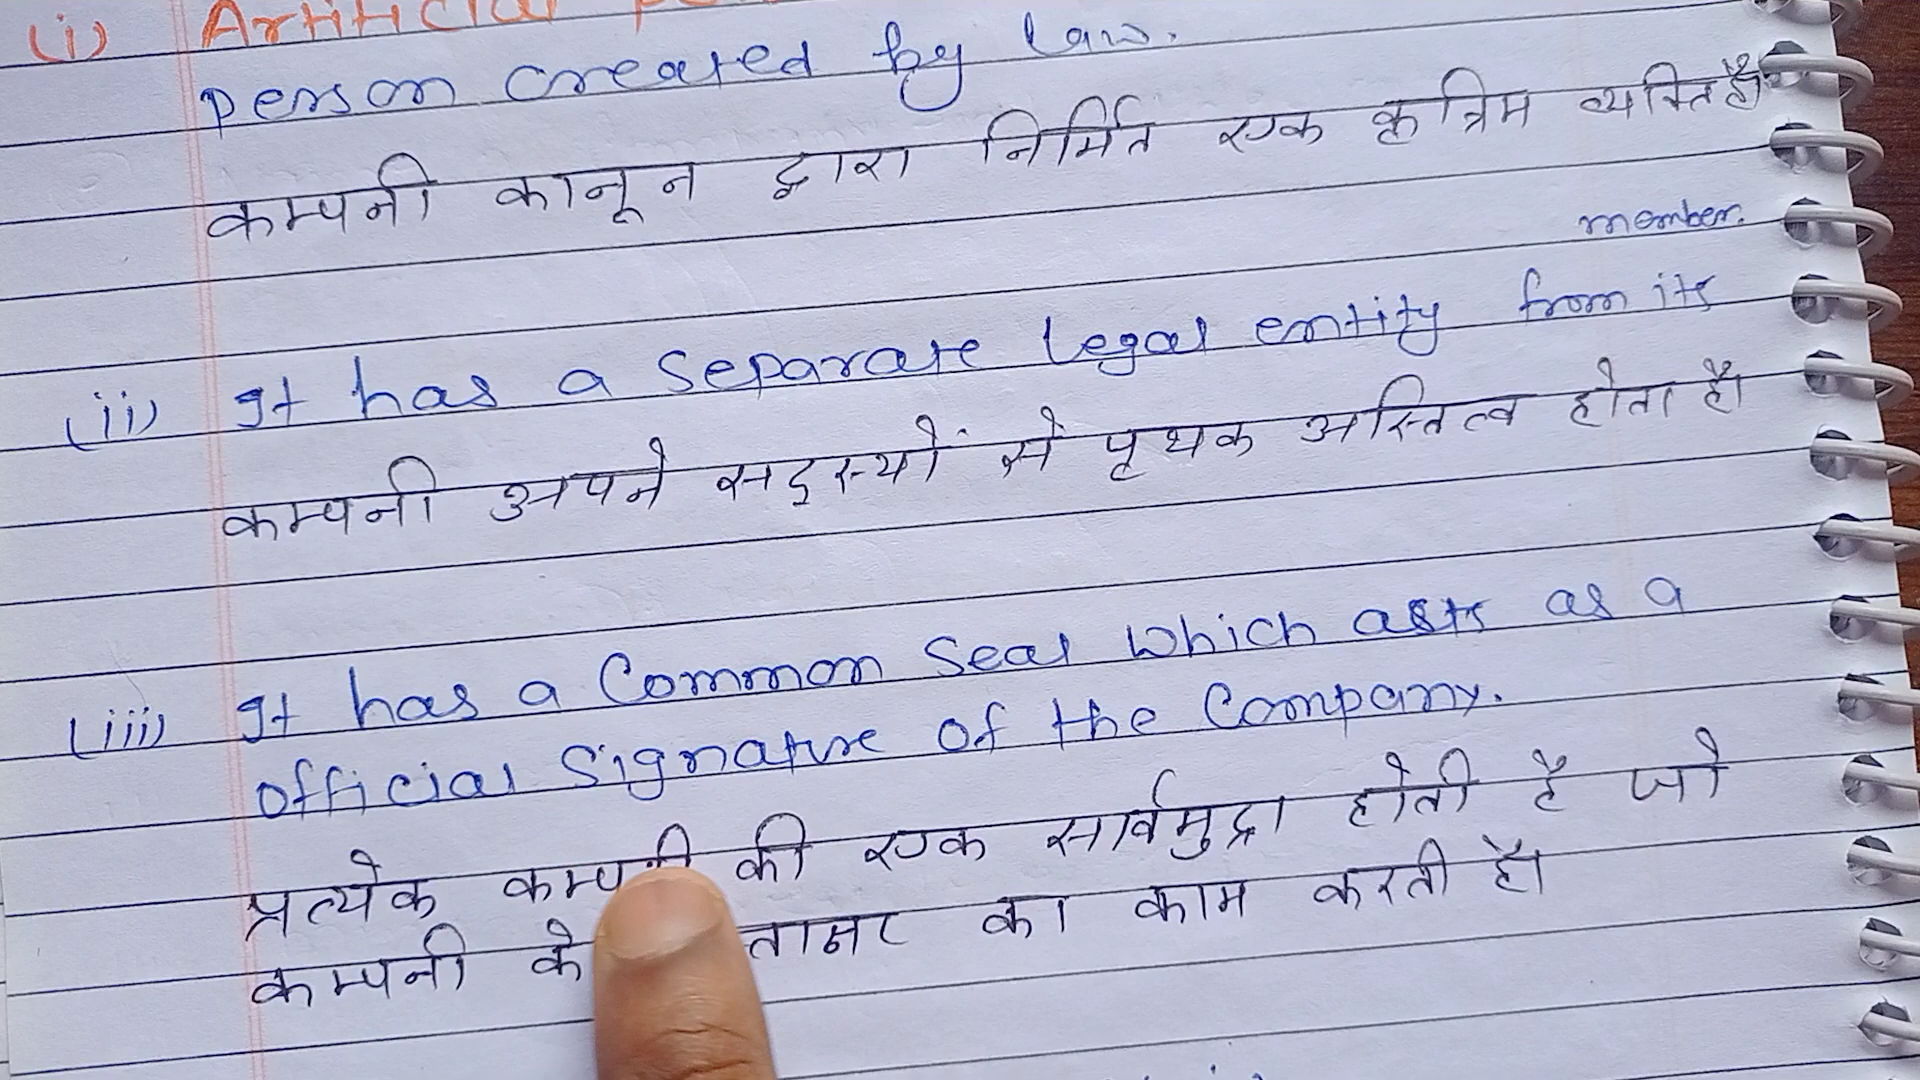 (i) Artificial
person created by law.
कम्पनी कानून द्वारा निर्मित एक कृत्रिम व्यक्ति है।
member.
(ii) It has a separate legal entity from its
कम्पनी अपने सदस्यों से पृथक अस्तित्व होता है।
(iii) It has a Common Seal which acts as a
official signature of the Company.
प्रत्येक कम्पनी की एक सार्वमुद्रा होती है जो
कम्पनी के का काम करती है।